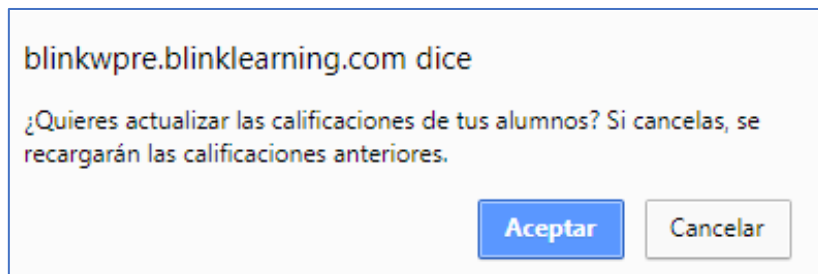 blinkwpre.blinklearning.com dice
¿Quieres actualizar las calificaciones de tus alumnos? Si cancelas, se
recargarán las calificaciones anteriores.
Aceptar
Cancelar